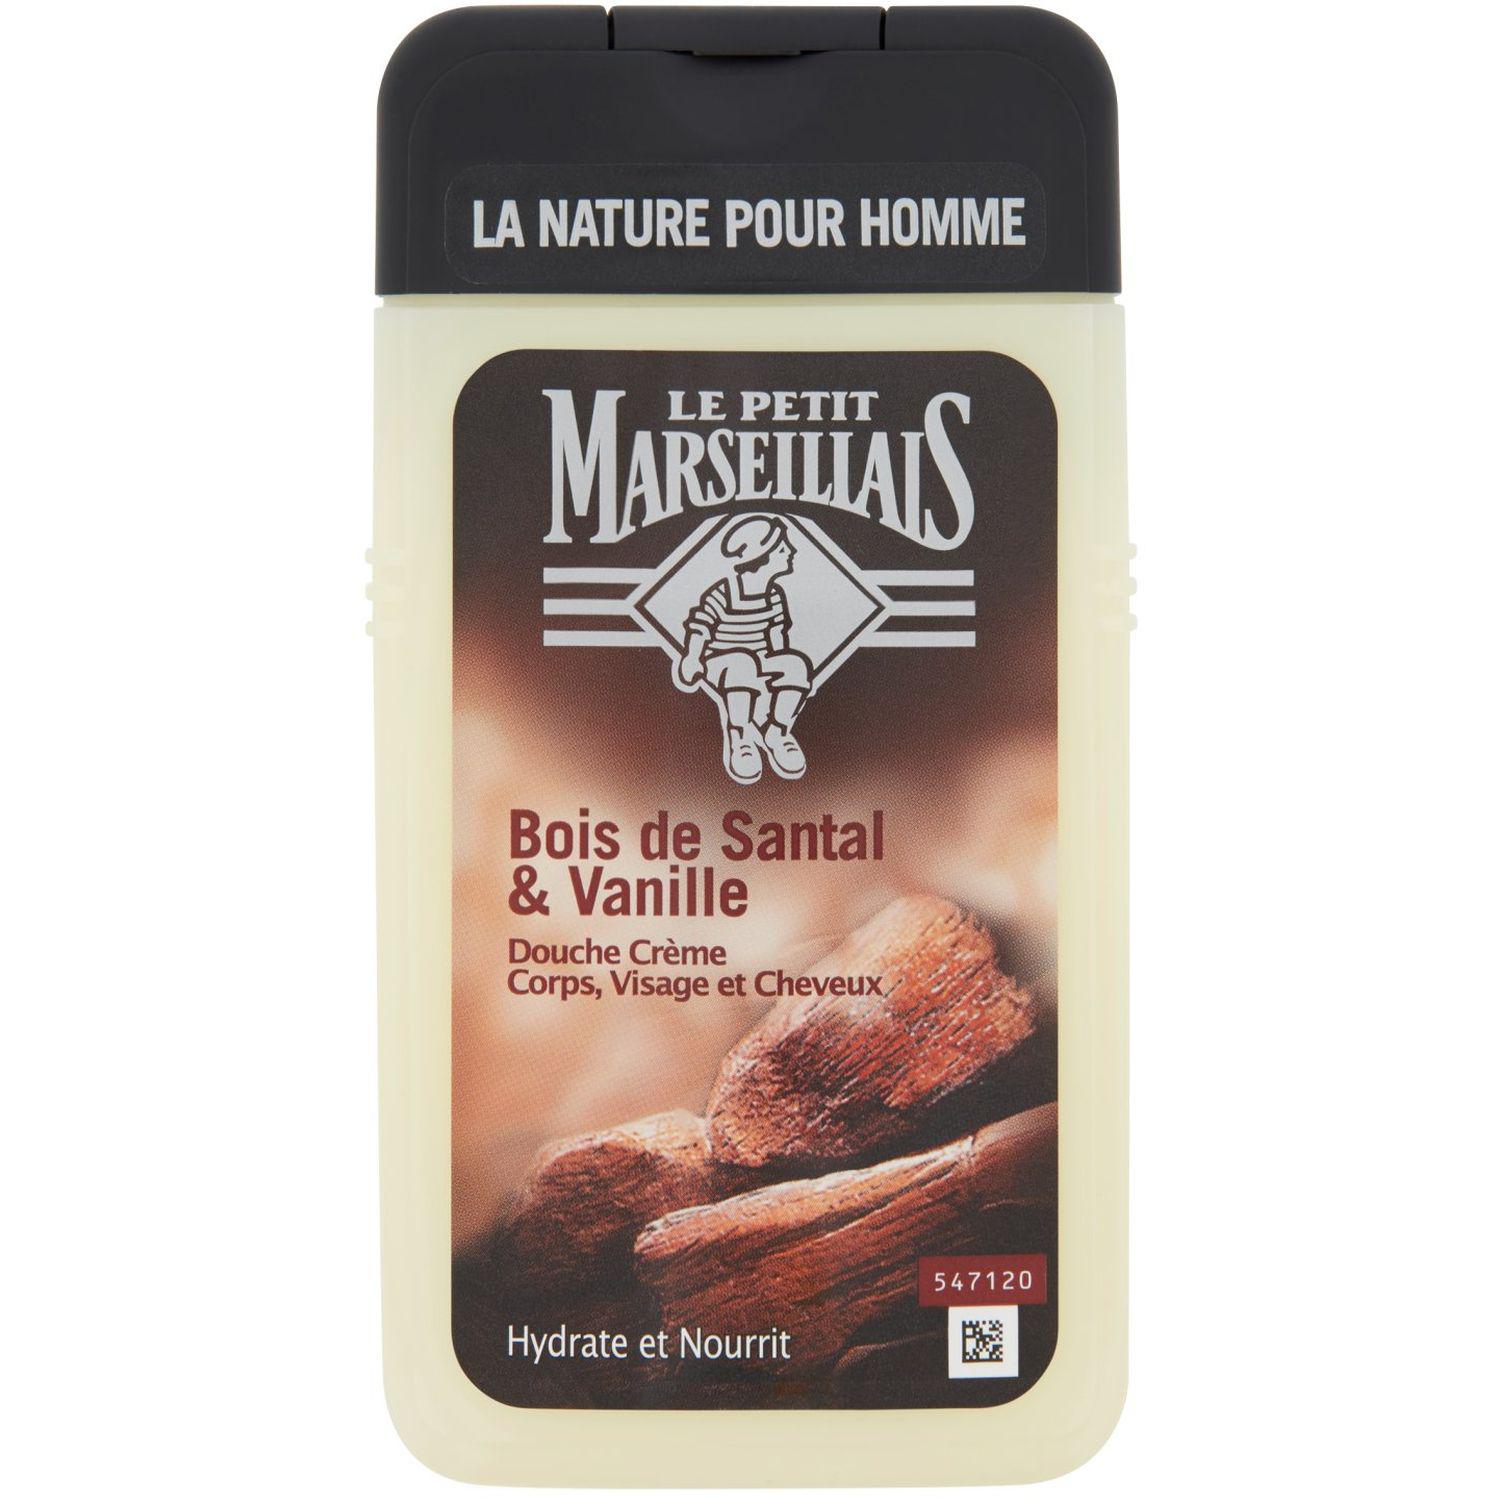 LA NATURE POUR HOMME
LE PETIT
MARSEILLAIS
Bois de Santal
& Vanille
Douche Crème
Corps, Visage et Cheveux
547120
Hydrate et Nourrit